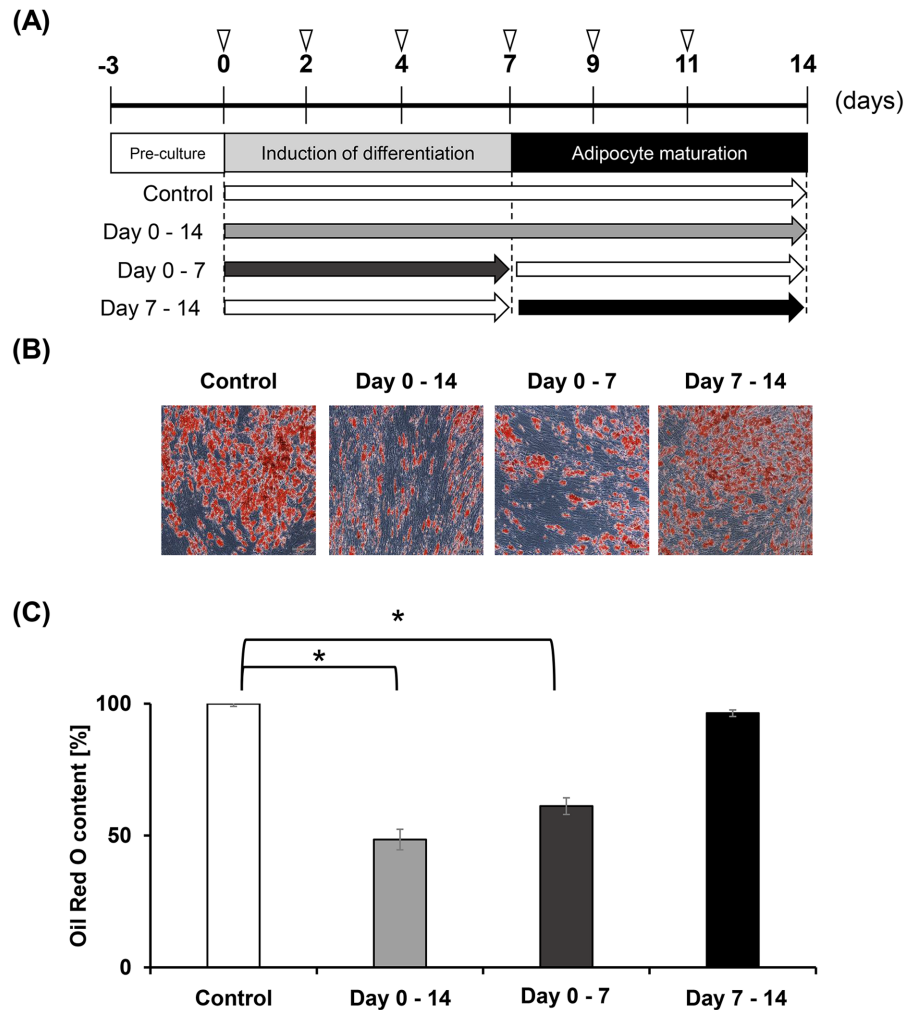 (A)
-3 0 2 4 7 9 11 14
(days)
Pre-culture Induction of differentiation Adipocyte maturation
Control
Day 0 - 14
Day 0 - 7
Day 7 - 14
(B)
Control Day 0 - 14 Day 0 - 7 Day 7 - 14
(C)
*
*
Oil Red O content [%]
100
50
0
Control Day 0 - 14 Day 0 - 7 Day 7 - 14